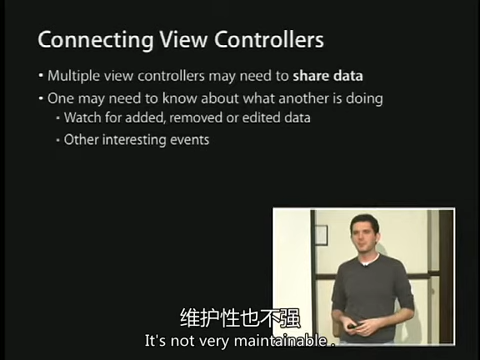 Connecting View Controllers
• Multiple view controllers may need to share data
• One may need to know about what another is doing
▪ Watch for added, removed or edited data
▪ Other interesting events
维护性也不强
It's not very maintainable .